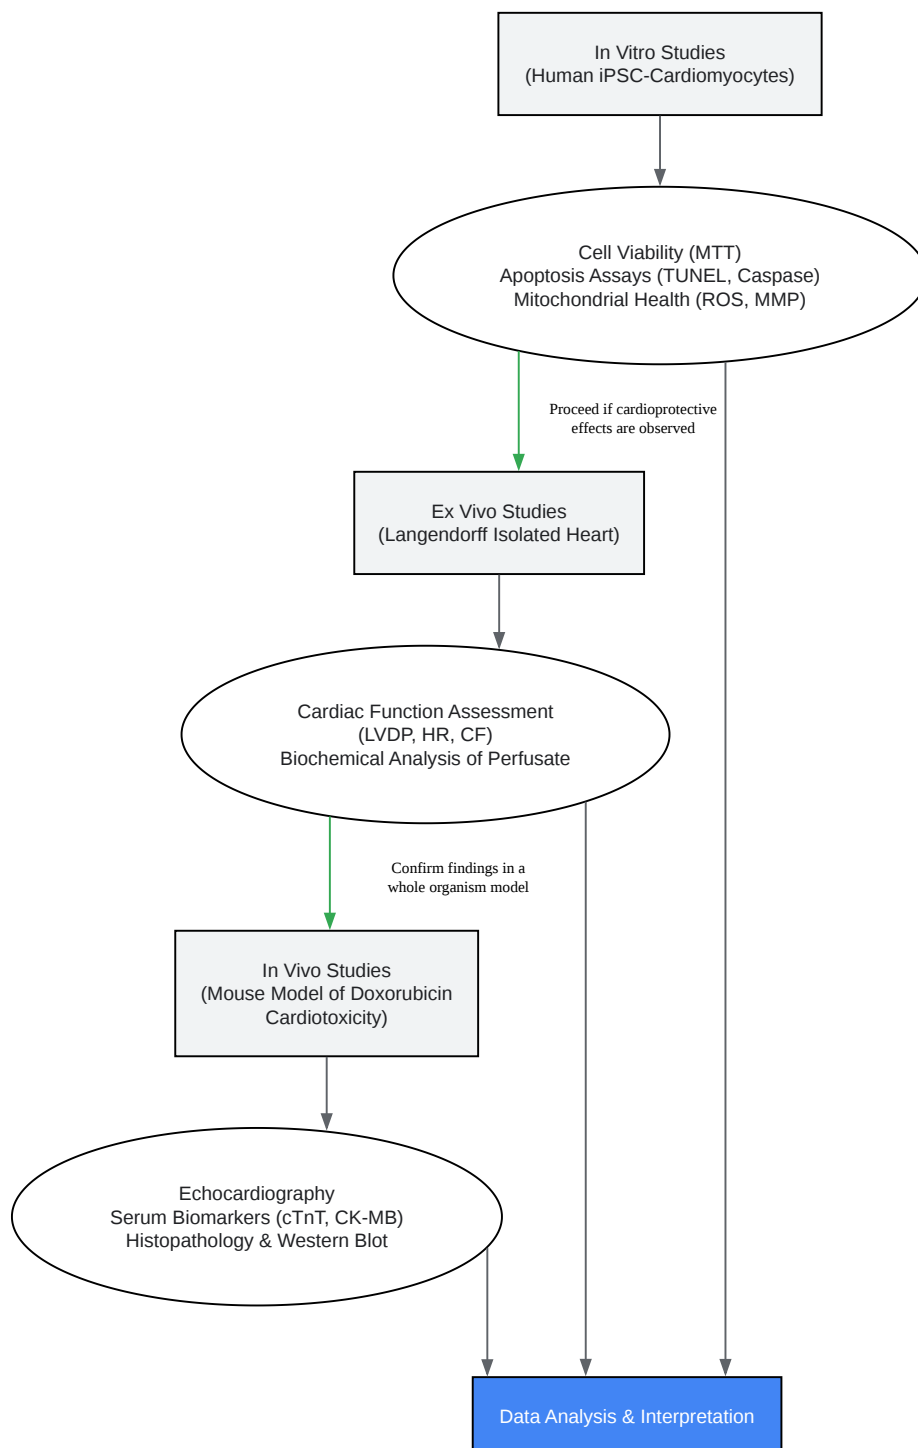 In Vitro Studies
(Human iPSC-Cardiomyocytes)
Cell Viability (MTT)
Apoptosis Assays (TUNEL, Caspase)
Mitochondrial Health (ROS, MMP)
Proceed if cardioprotective
effects are observed
Ex Vivo Studies
(Langendorff Isolated Heart)
Cardiac Function Assessment
(LVDP, HR, CF)
Biochemical Analysis of Perfusate
Confirm findings in a
whole organism model
In Vivo Studies
(Mouse Model of Doxorubicin
Cardiotoxicity)
Echocardiography
Serum Biomarkers (cTnT, CK-MB)
Histopathology & Western Blot
Data Analysis & Interpretation